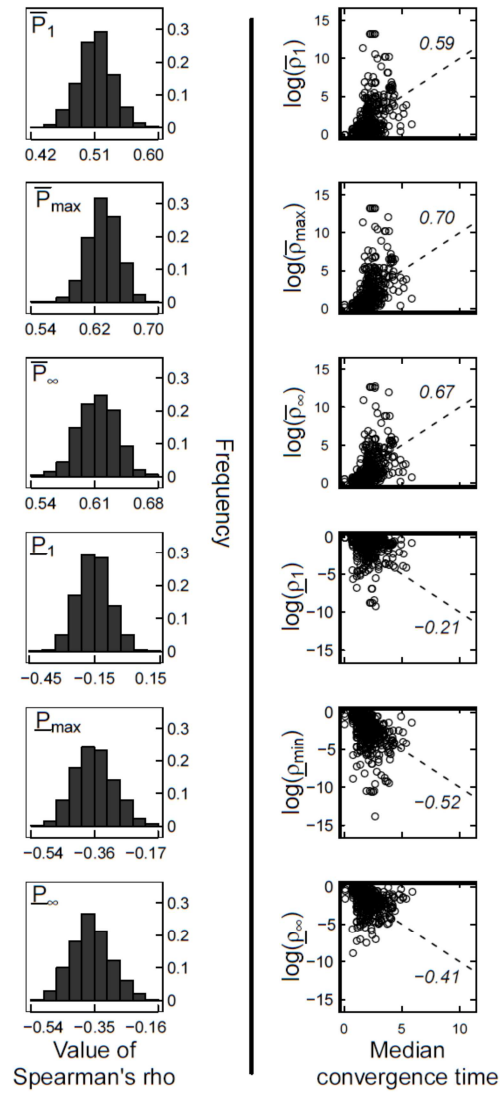 P̅₁
0.3
0.2
0.1
0
0.42 0.51 0.60
P̅max
0.3
0.2
0.1
0
0.54 0.62 0.70
P̅∞
0.3
0.2
0.1
0
0.54 0.61 0.68
P̲₁
0.3
0.2
0.1
0
−0.45 −0.15 0.15
P̲max
0.3
0.2
0.1
0
−0.54 −0.36 −0.17
P̲∞
0.3
0.2
0.1
0
−0.54 −0.35 −0.16
Value of
Spearman's rho
Frequency
log(ρ̅₁)
15
10
5
0
0.59
log(ρ̅max)
15
10
5
0
0.70
log(ρ̅∞)
15
10
5
0
0.67
log(ρ̲₁)
0
−5
−10
−15
−0.21
log(ρ̲min)
0
−5
−10
−15
−0.52
log(ρ̲∞)
0
−5
−10
−15
−0.41
0 5 10
Median
convergence time